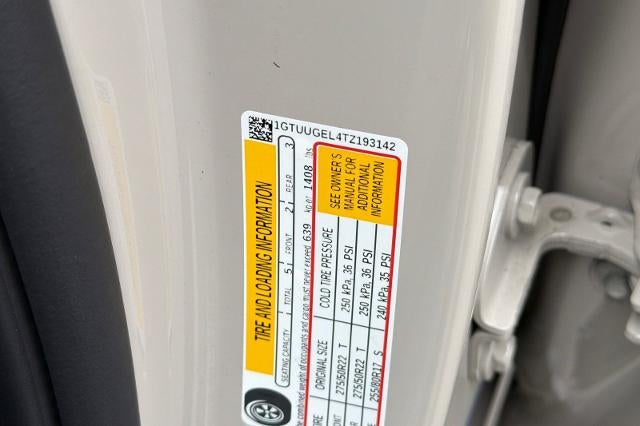 1GTUUGEL4TZ193142
TIRE AND LOADING INFORMATION
SEATING CAPACITY TOTAL 5 FRONT 2 REAR 3
combined weight of occupants and cargo must never exceed 639 kg or 1408 lbs
ORIGINAL SIZE COLD TIRE PRESSURE SEE OWNER'S
MANUAL FOR
ADDITIONAL
INFORMATION
275/50R22 T 250 kPa, 36 PSI
275/50R22 T 250 kPa, 36 PSI
255/80R17 S 240 kPa, 35 PSI